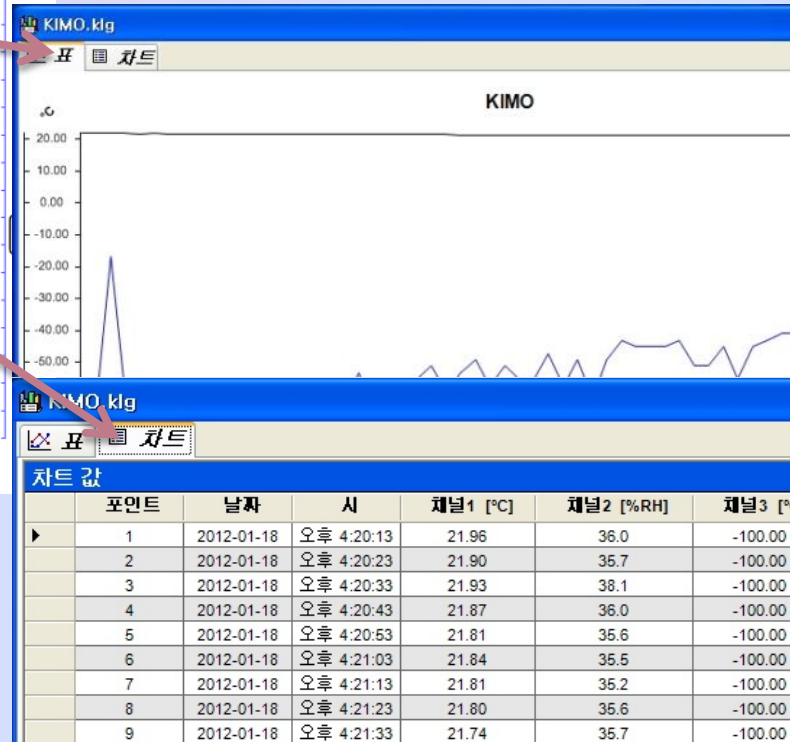 KIMO.klg
표 차트
KIMO
°C
20.00
10.00
0.00
-10.00
-20.00
-30.00
-40.00
-50.00
KIMO.klg
표 차트
차트 값
포인트 날짜 시 채널1 [°C] 채널2 [%RH] 채널3 [°
1 2012-01-18 오후 4:20:13 21.96 36.0 -100.00
2 2012-01-18 오후 4:20:23 21.90 35.7 -100.00
3 2012-01-18 오후 4:20:33 21.93 38.1 -100.00
4 2012-01-18 오후 4:20:43 21.87 36.0 -100.00
5 2012-01-18 오후 4:20:53 21.81 35.6 -100.00
6 2012-01-18 오후 4:21:03 21.84 35.5 -100.00
7 2012-01-18 오후 4:21:13 21.81 35.2 -100.00
8 2012-01-18 오후 4:21:23 21.80 35.6 -100.00
9 2012-01-18 오후 4:21:33 21.74 35.7 -100.00